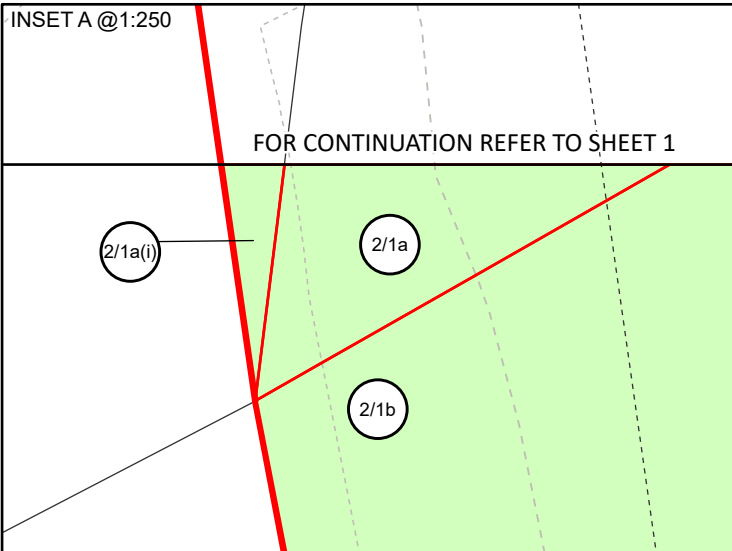 INSET A @1:250
FOR CONTINUATION REFER TO SHEET 1
2/1a(i)
2/1a
2/1b